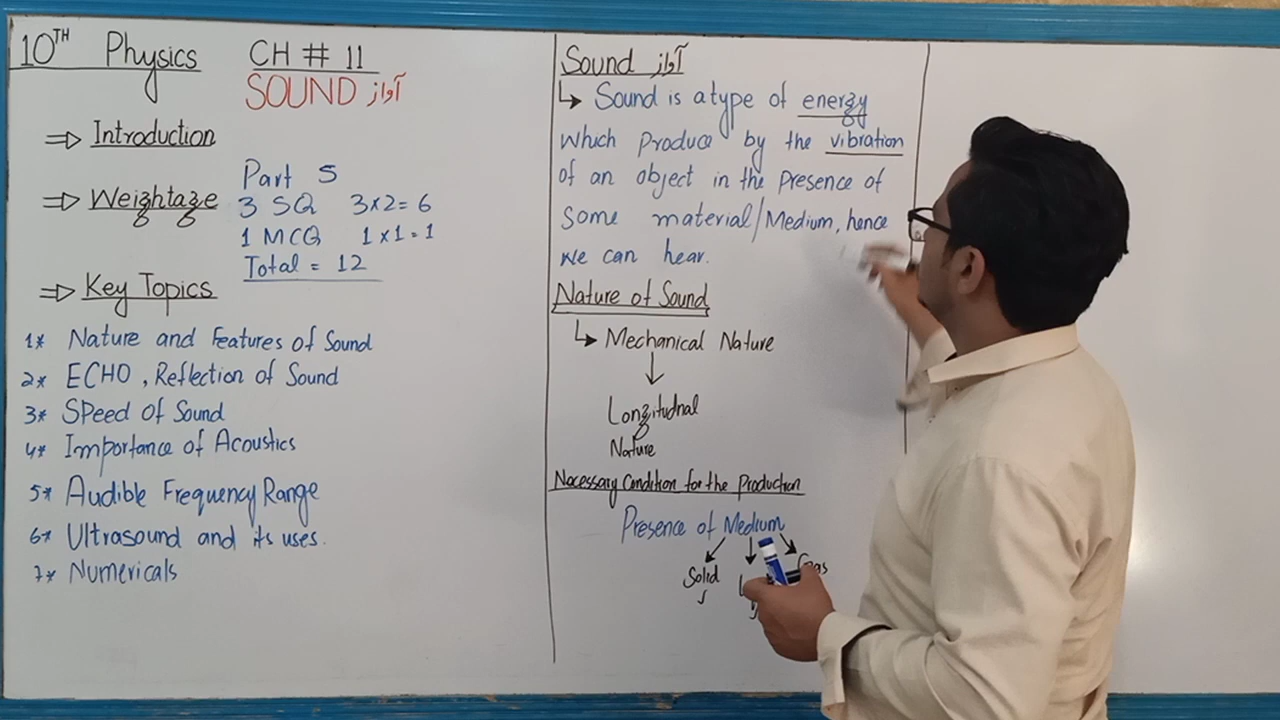 10TH Physics CH # 11
SOUND آواز
⇒ Introduction
⇒ Weightage
Part 5
3 SQ 3×2= 6
1 MCQ 1×1=1
Total = 12
⇒ Key Topics
1* Nature and Features of Sound
2* ECHO, Reflection of Sound
3* Speed of Sound
4* Importance of Acoustics
5* Audible Frequency Range
6* Ultrasound and its uses.
7* Numericals
Sound آواز
↳ Sound is a type of energy
which produce by the vibration
of an object in the presence of
some material/Medium, hence
we can hear.
Nature of Sound
↳ Mechanical Nature
↓
Longitudnal
Nature
Nacessary Condition for the Production
Presence of Medium
Solid
Gas